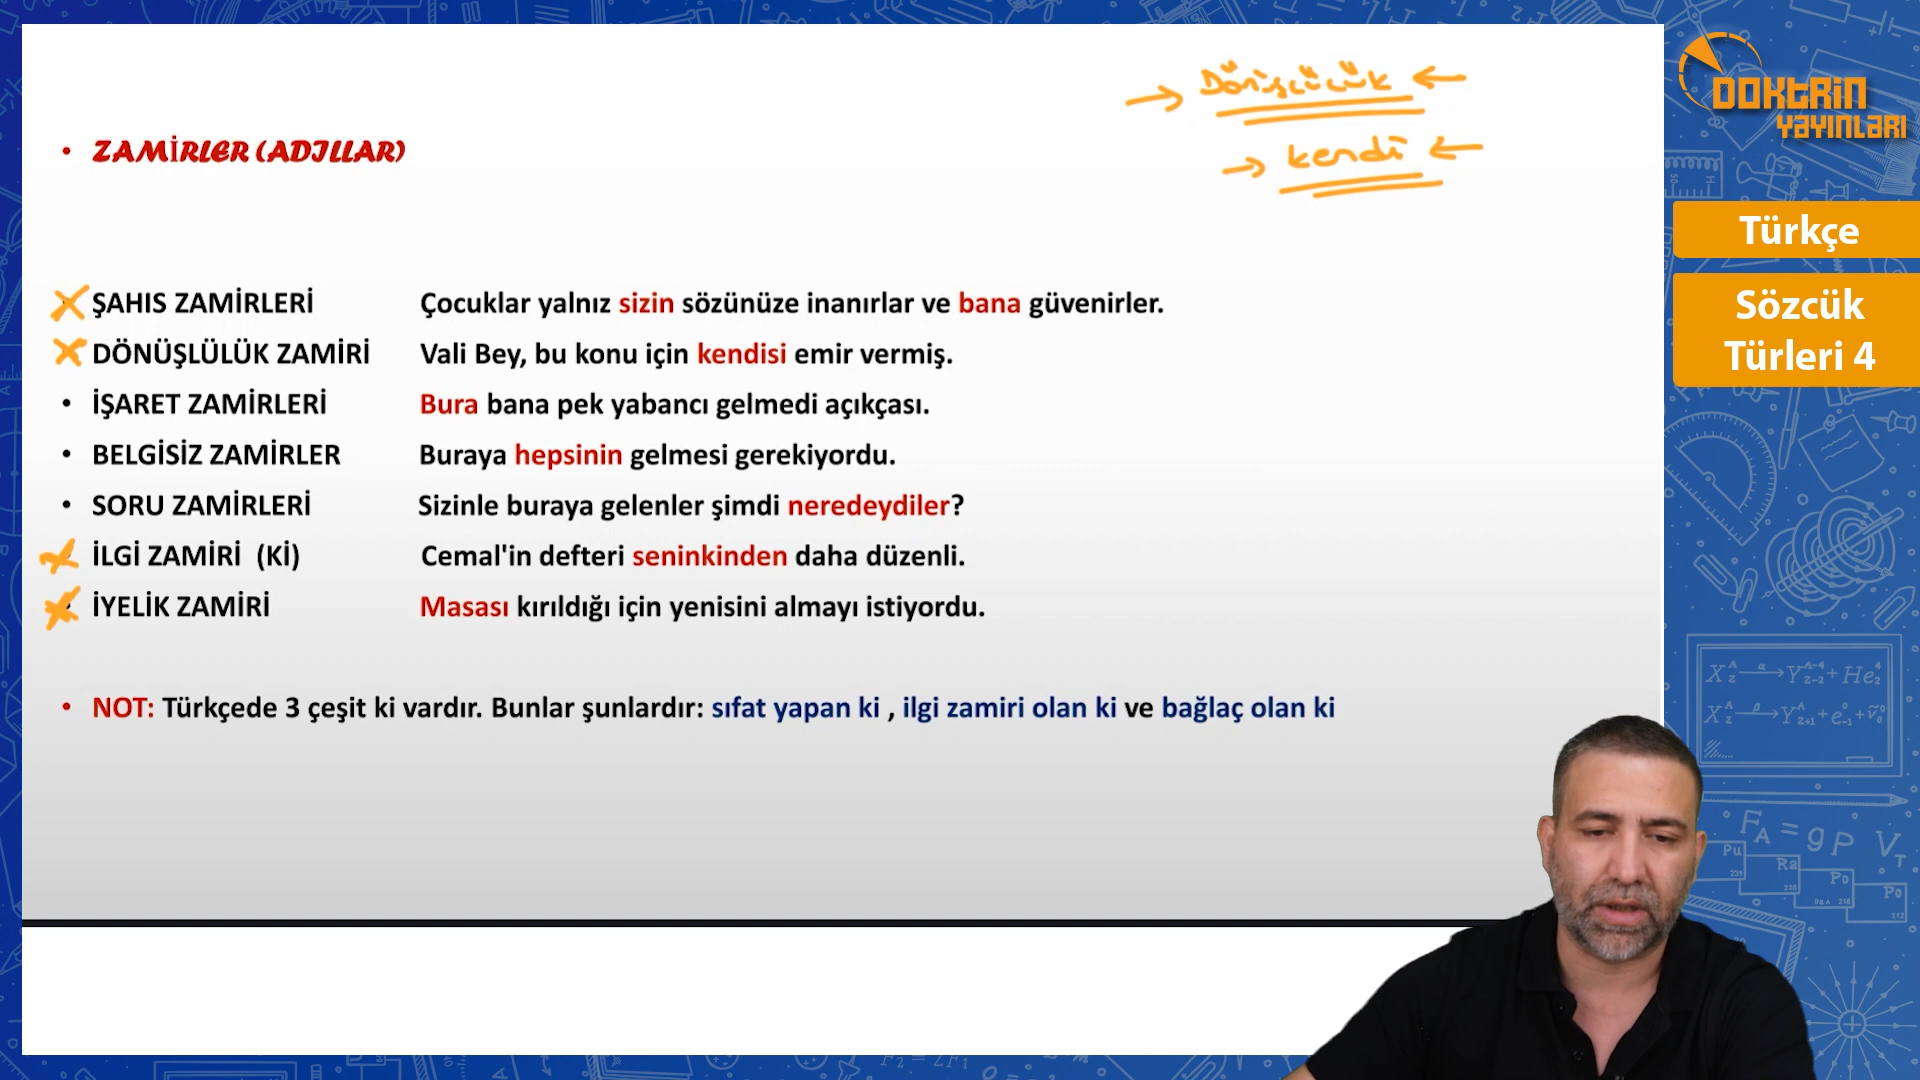 Dönüşlülük
kendi
ZAMİRLER (ADILLAR)
ŞAHIS ZAMİRLERİ Çocuklar yalnız sizin sözünüze inanırlar ve bana güvenirler.
DÖNÜŞLÜLÜK ZAMİRİ Vali Bey, bu konu için kendisi emir vermiş.
• İŞARET ZAMİRLERİ Bura bana pek yabancı gelmedi açıkçası.
• BELGİSİZ ZAMİRLER Buraya hepsinin gelmesi gerekiyordu.
• SORU ZAMİRLERİ Sizinle buraya gelenler şimdi neredeydiler?
İLGİ ZAMİRİ (Kİ) Cemal'in defteri seninkinden daha düzenli.
İYELİK ZAMİRİ Masası kırıldığı için yenisini almayı istiyordu.
• NOT: Türkçede 3 çeşit ki vardır. Bunlar şunlardır: sıfat yapan ki , ilgi zamiri olan ki ve bağlaç olan ki
DOKTRİN
YAYINLARI
Türkçe
Sözcük
Türleri 4